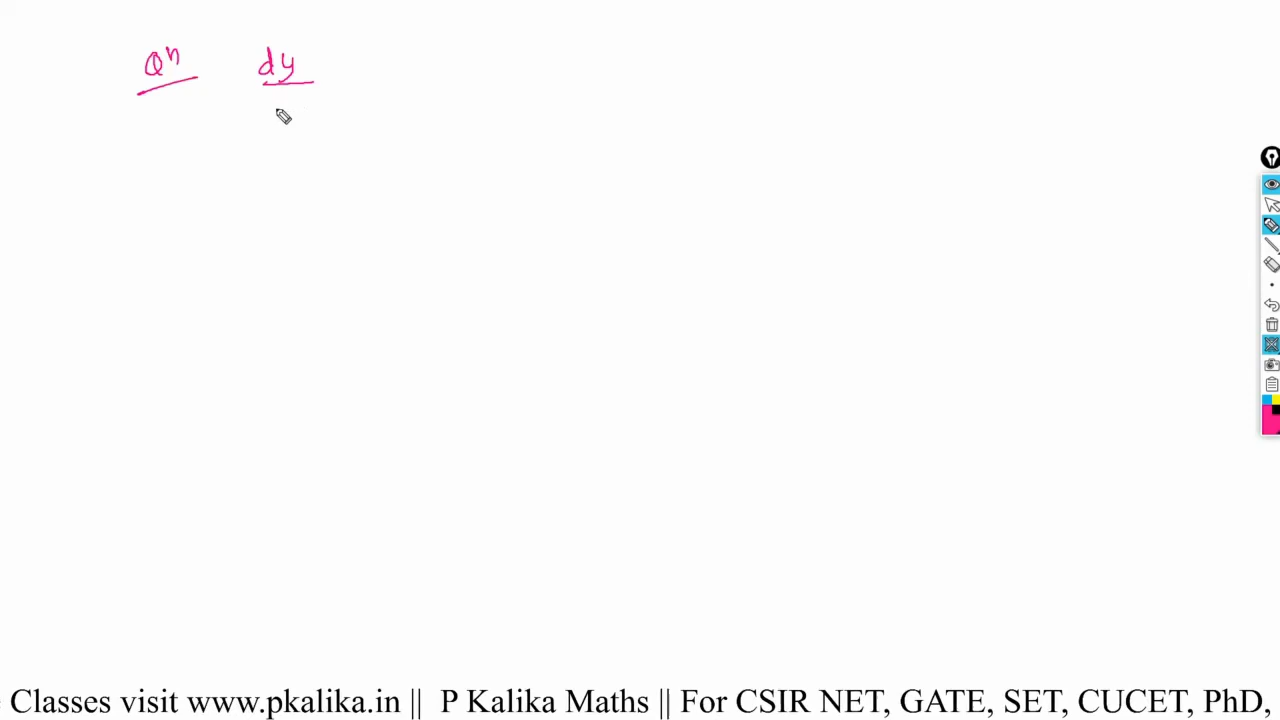 Qⁿ dy
e Classes visit www.pkalika.in || P Kalika Maths || For CSIR NET, GATE, SET, CUCET, PhD,